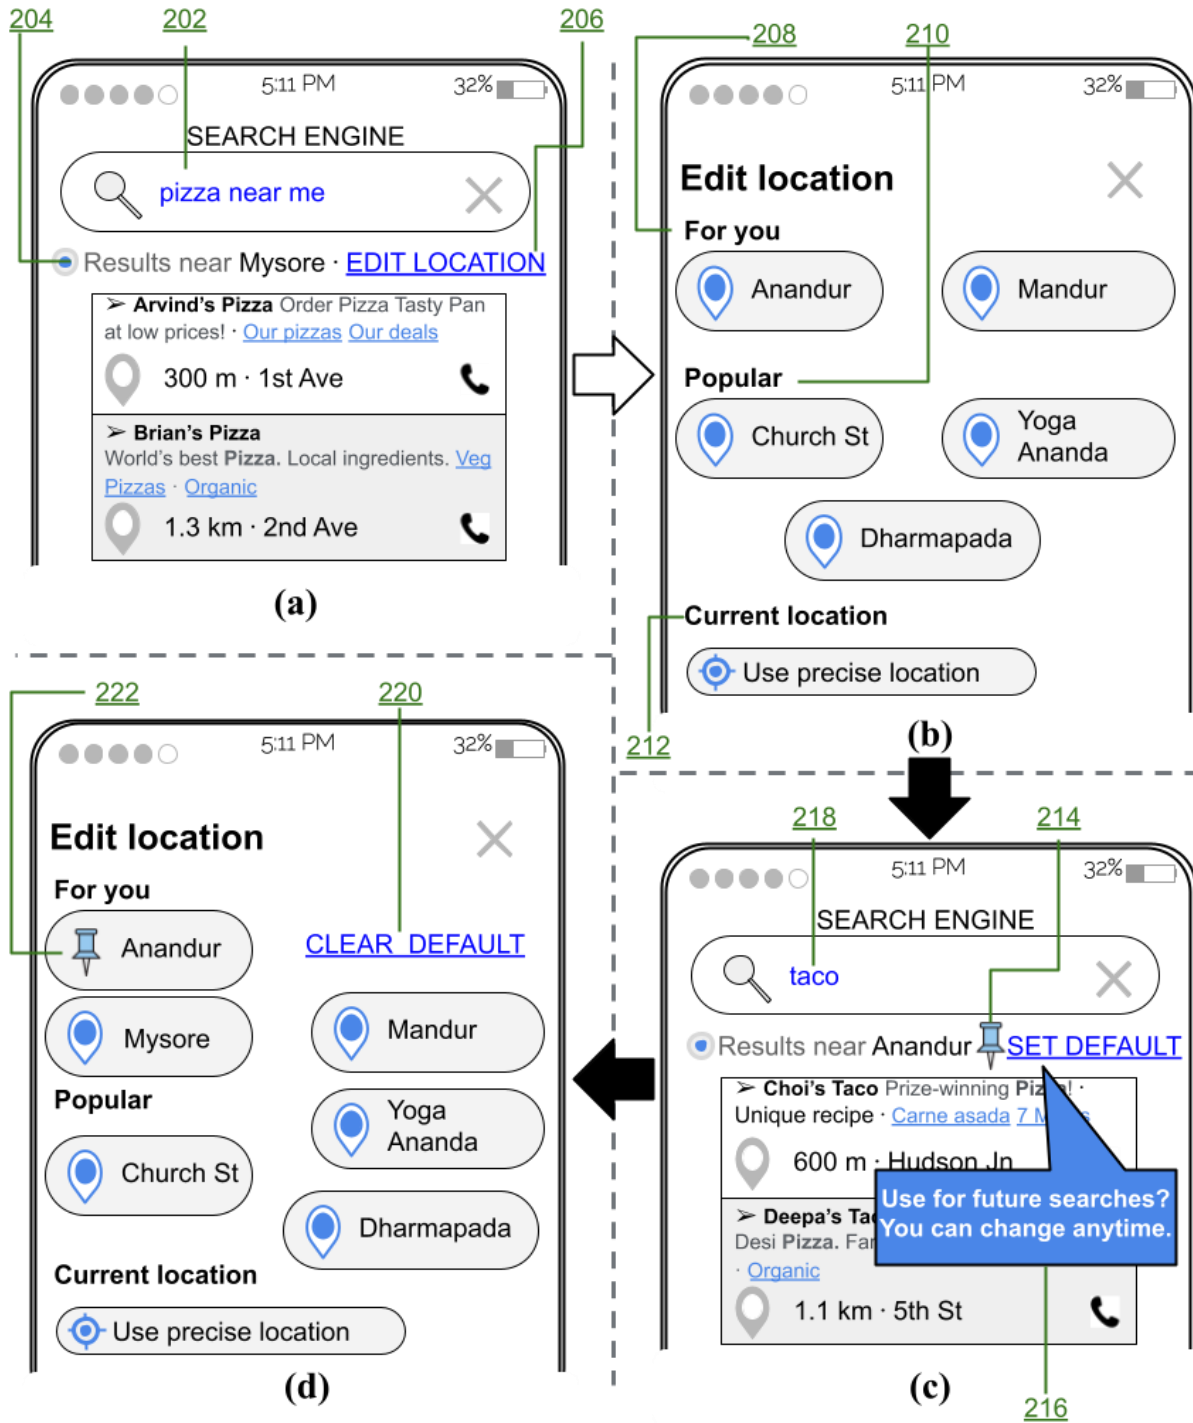 204
202
206
5:11 PM
32%
SEARCH ENGINE
pizza near me
Results near Mysore · EDIT LOCATION
➢ Arvind's Pizza Order Pizza Tasty Pan
at low prices! · Our pizzas Our deals
300 m · 1st Ave
➢ Brian's Pizza
World's best Pizza. Local ingredients. Veg
Pizzas · Organic
1.3 km · 2nd Ave
(a)
208
210
5:11 PM
32%
Edit location
For you
Anandur
Mandur
Popular
Church St
Yoga
Ananda
Dharmapada
Current location
Use precise location
212
(b)
218
214
5:11 PM
32%
SEARCH ENGINE
taco
Results near Anandur SET DEFAULT
➢ Choi's Taco Prize-winning
Unique recipe · Carne asada 7
600 m · Hudson Jn
Use for future searches?
You can change anytime.
➢ Deepa's
Desi Pizza.
· Organic
1.1 km · 5th St
(c)
216
222
220
5:11 PM
32%
Edit location
For you
Anandur
CLEAR DEFAULT
Mysore
Mandur
Popular
Yoga
Ananda
Church St
Dharmapada
Current location
Use precise location
(d)